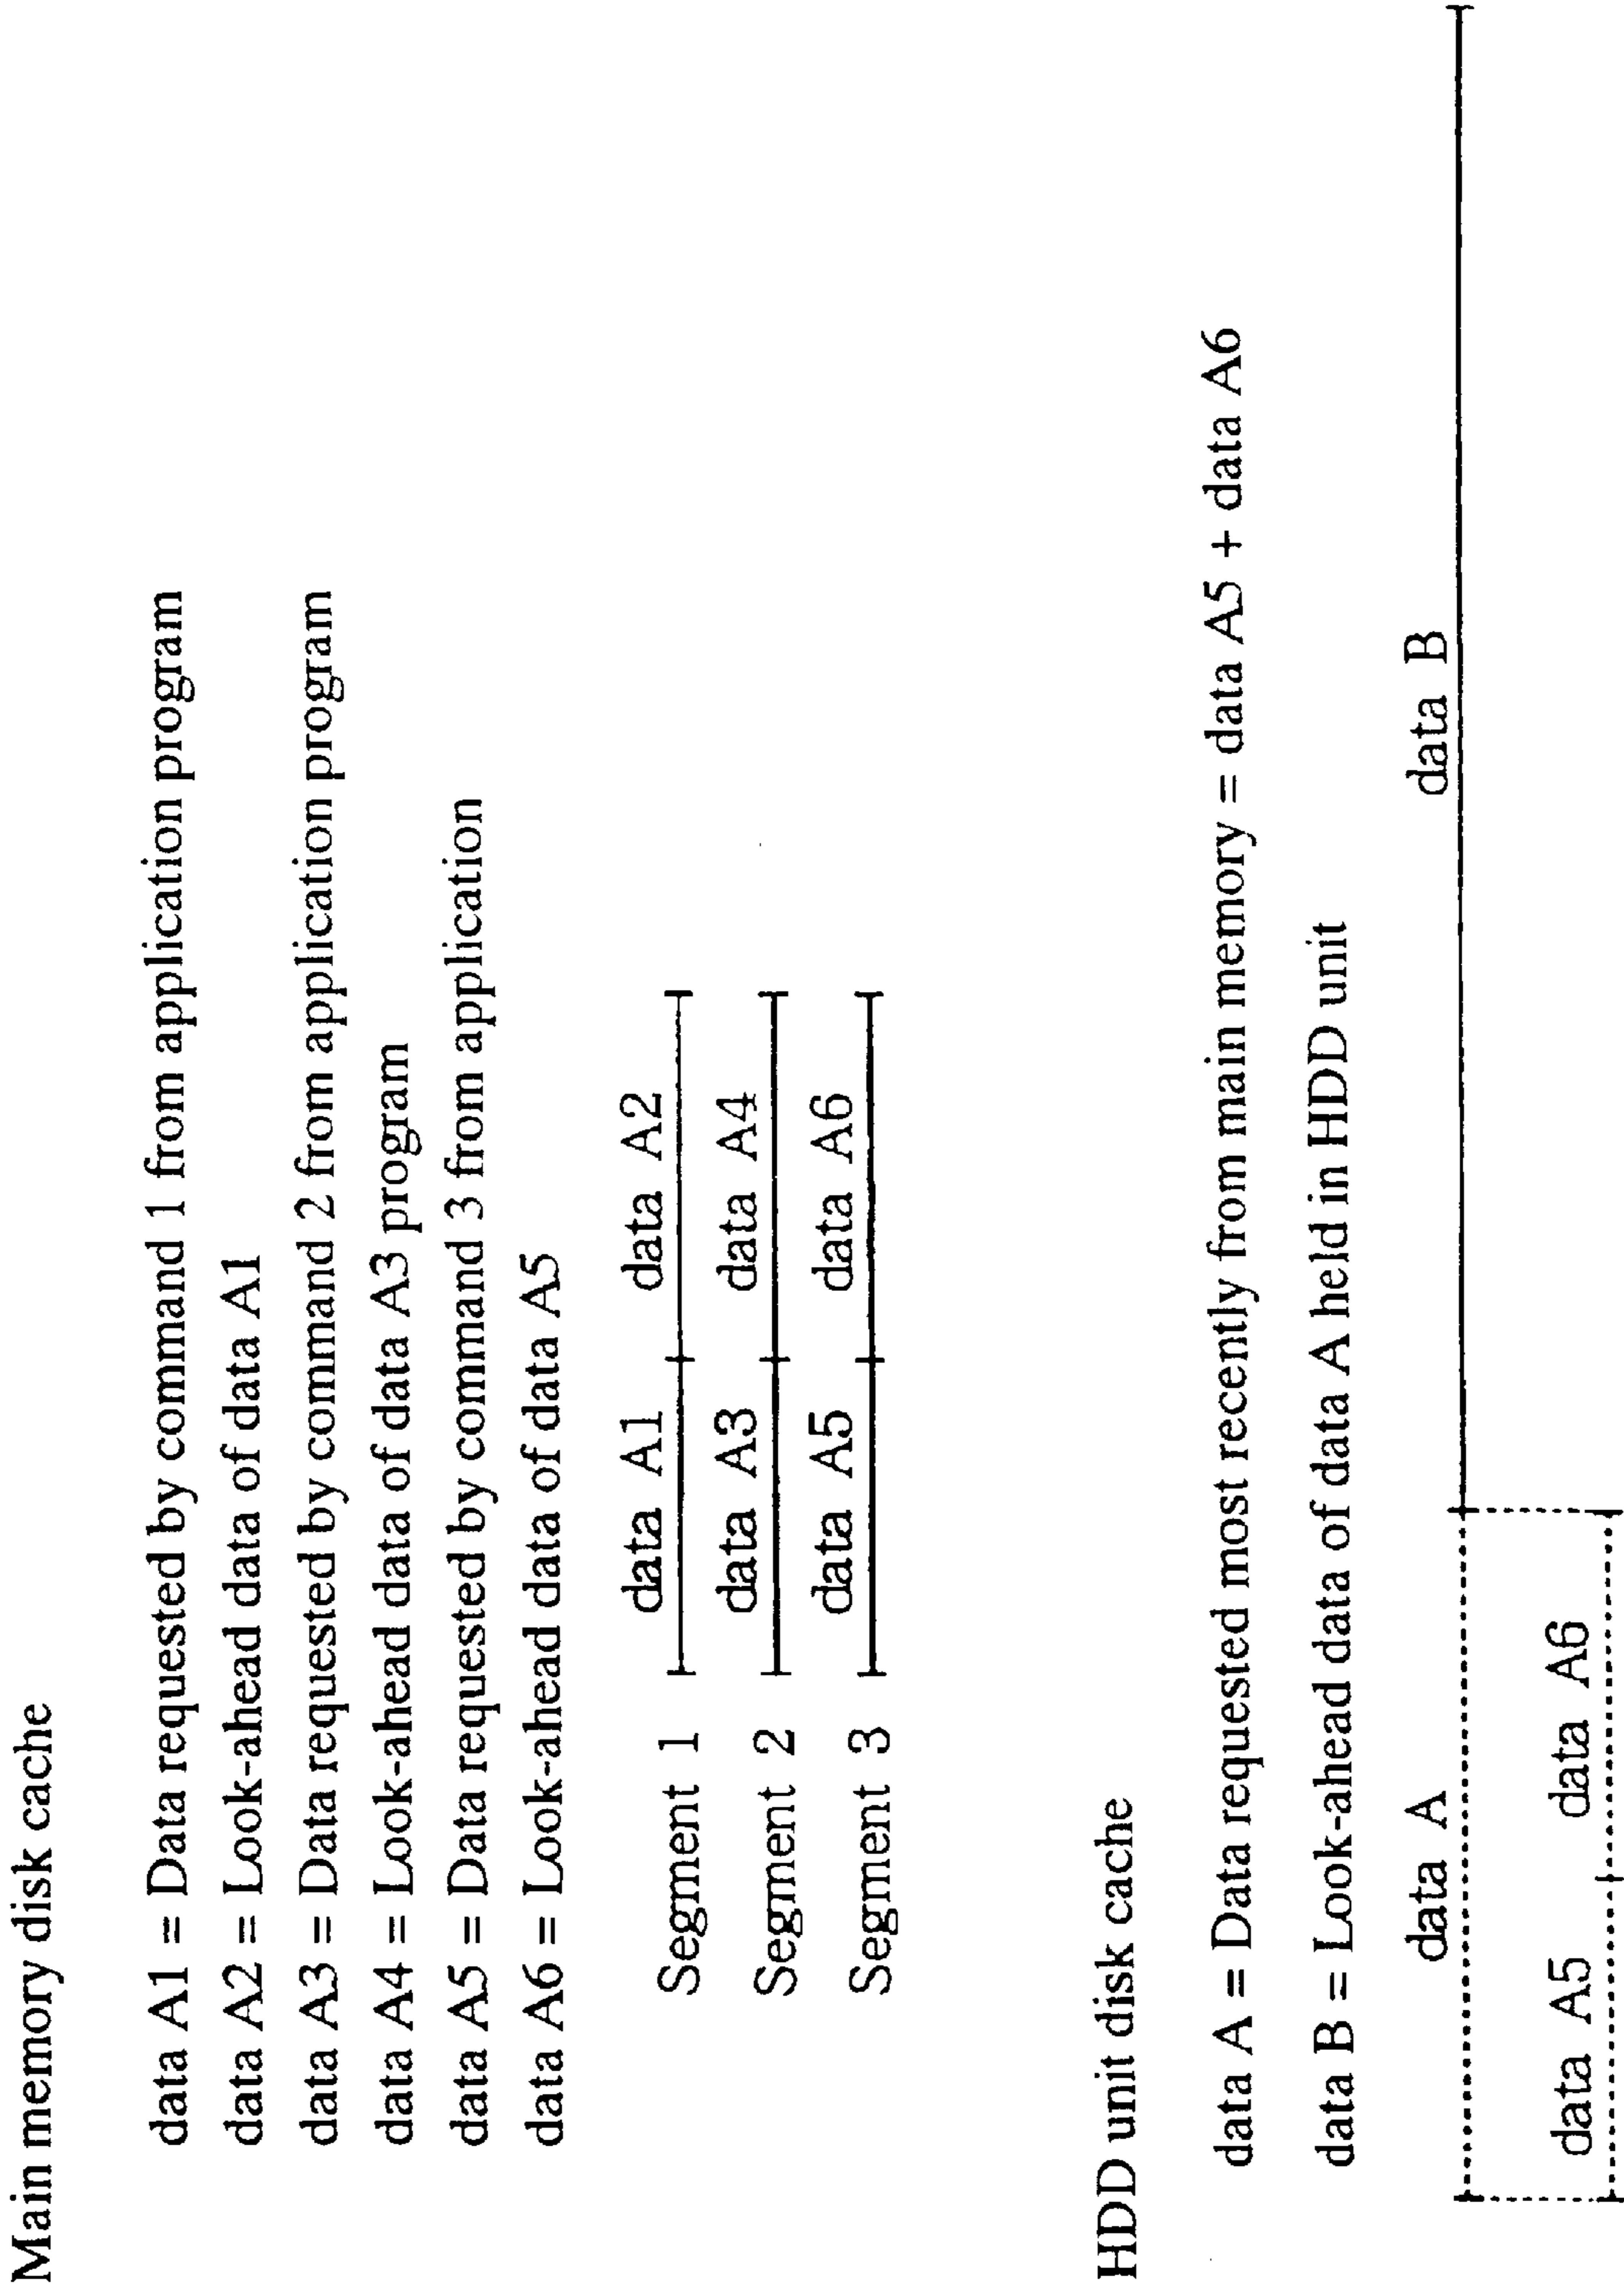 Main memory disk cache
data A1 = Data requested by command 1 from application program
data A2 = Look-ahead data of data A1
data A3 = Data requested by command 2 from application program
data A4 = Look-ahead data of data A3 program
data A5 = Data requested by command 3 from application
data A6 = Look-ahead data of data A5
Segment 1 data A1 data A2
Segment 2 data A3 data A4
Segment 3 data A5 data A6
HDD unit disk cache
data A = Data requested most recently from main memory = data A5 + data A6
data B = Look-ahead data of data A held in HDD unit
data A data B
data A5 data A6